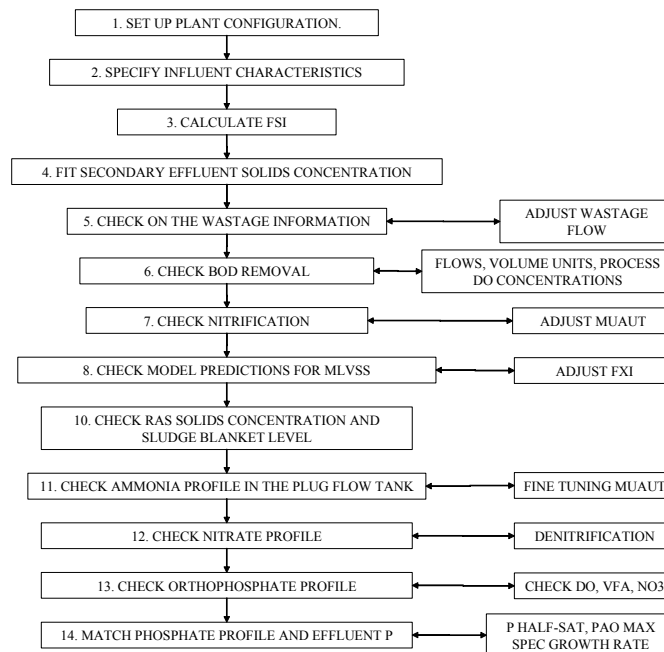 1. SET UP PLANT CONFIGURATION.
2. SPECIFY INFLUENT CHARACTERISTICS
3. CALCULATE FSI
4. FIT SECONDARY EFFLUENT SOLIDS CONCENTRATION
5. CHECK ON THE WASTAGE INFORMATION
ADJUST WASTAGE
FLOW
6. CHECK BOD REMOVAL
FLOWS, VOLUME UNITS, PROCESS
DO CONCENTRATIONS
7. CHECK NITRIFICATION
ADJUST MUAUT
8. CHECK MODEL PREDICTIONS FOR MLVSS
ADJUST FXI
10. CHECK RAS SOLIDS CONCENTRATION AND
SLUDGE BLANKET LEVEL
11. CHECK AMMONIA PROFILE IN THE PLUG FLOW TANK
FINE TUNING MUAUT
12. CHECK NITRATE PROFILE
DENITRIFICATION
13. CHECK ORTHOPHOSPHATE PROFILE
CHECK DO, VFA, NO3
14. MATCH PHOSPHATE PROFILE AND EFFLUENT P
P HALF-SAT, PAO MAX
SPEC GROWTH RATE